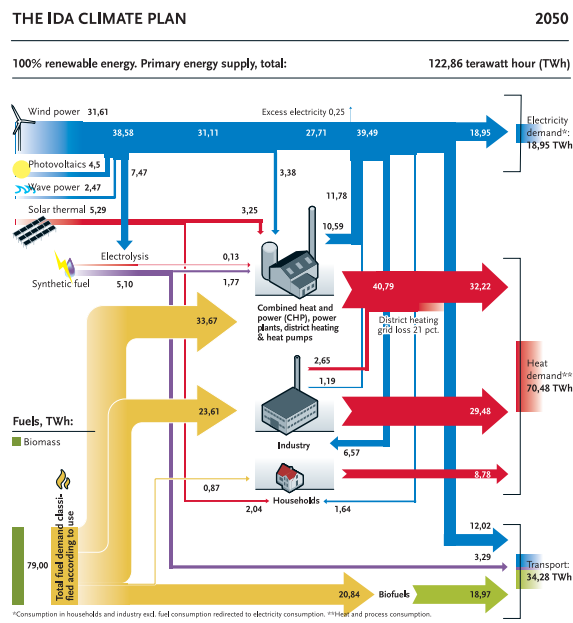 THE IDA CLIMATE PLAN 2050
100% renewable energy. Primary energy supply, total: 122,86 terawatt hour (TWh)
Wind power 31,61
Excess electricity 0,25
Electricity
demand*:
18,95 TWh
38,58 31,11 27,71 39,49 18,95
Photovoltaics 4,5
7,47
3,38
Wave power 2,47
11,78
Solar thermal 5,29
3,25
10,59
Electrolysis
0,13
Synthetic fuel
5,10
1,77
40,79 32,22
Combined heat and
power (CHP), power
plants, district heating
& heat pumps
District heating
grid loss 21 pct.
33,67
2,65
1,19
Heat
demand**
70,48 TWh
Fuels, TWh:
Biomass
23,61
29,48
Industry
6,57
8,78
0,87
Households
2,04
1,64
12,02
3,29
79,00
Total fuel demand classi-
fied according to use
Transport:
34,28 TWh
20,84
Biofuels
18,97
*Consumption in households and industry excl. fuel consumption redirected to electricity consumption. **Heat and process consumption.